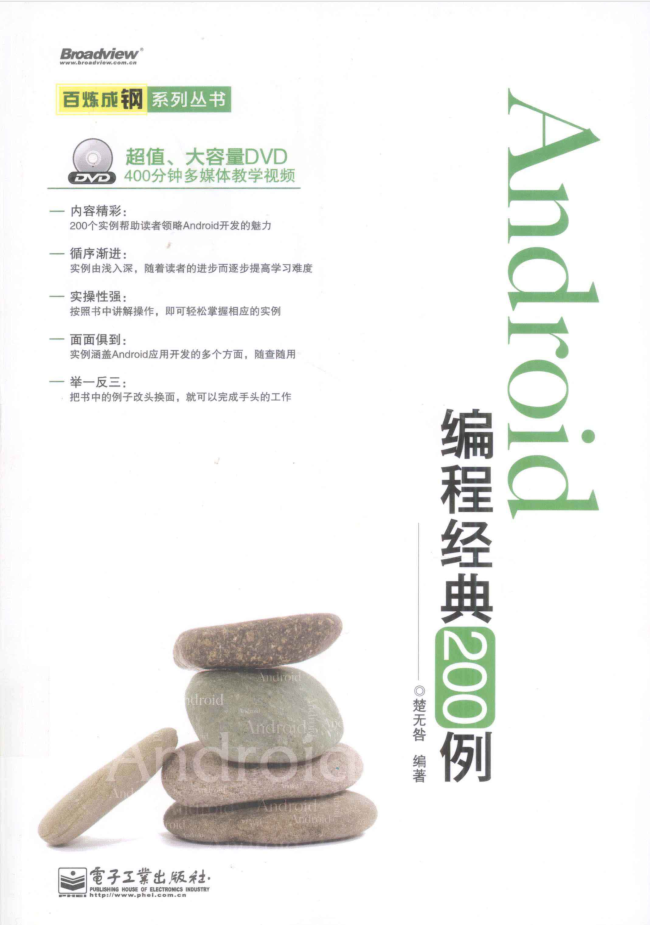 Broadview®
www.broadview.com.cn
百炼成钢系列丛书
超值、大容量DVD
400分钟多媒体教学视频
DVD
— 内容精彩：
200个实例帮助读者领略Android开发的魅力
— 循序渐进：
实例由浅入深，随着读者的进步而逐步提高学习难度
— 实操性强：
按照书中讲解操作，即可轻松掌握相应的实例
— 面面俱到：
实例涵盖Android应用开发的多个方面，随查随用
— 举一反三：
把书中的例子改头换面，就可以完成手头的工作
Android
编程经典200例
◎楚无咎 编著
Android
Android
Android
Android
Android
電子工業出版社·
PUBLISHING HOUSE OF ELECTRONICS INDUSTRY
http://www.phei.com.cn